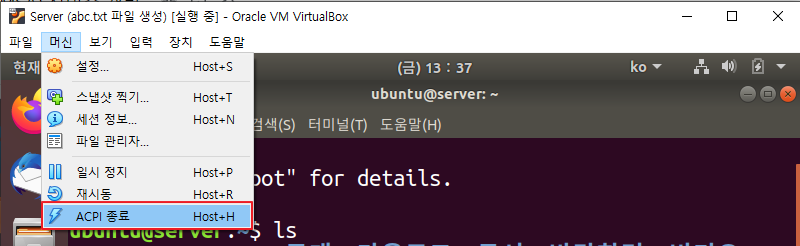 Server (abc.txt 파일 생성) [실행 중] - Oracle VM VirtualBox
파일 머신 보기 입력 장치 도움말
현재
(금) 13 : 37
ko
설정... Host+S
ubuntu@server: ~
스냅샷 찍기... Host+T
세션 정보... Host+N
검색(S) 터미널(T) 도움말(H)
파일 관리자...
일시 정지 Host+P
oot" for details.
재시동 Host+R
ACPI 종료 Host+H
ubuntu@server:~$ ls